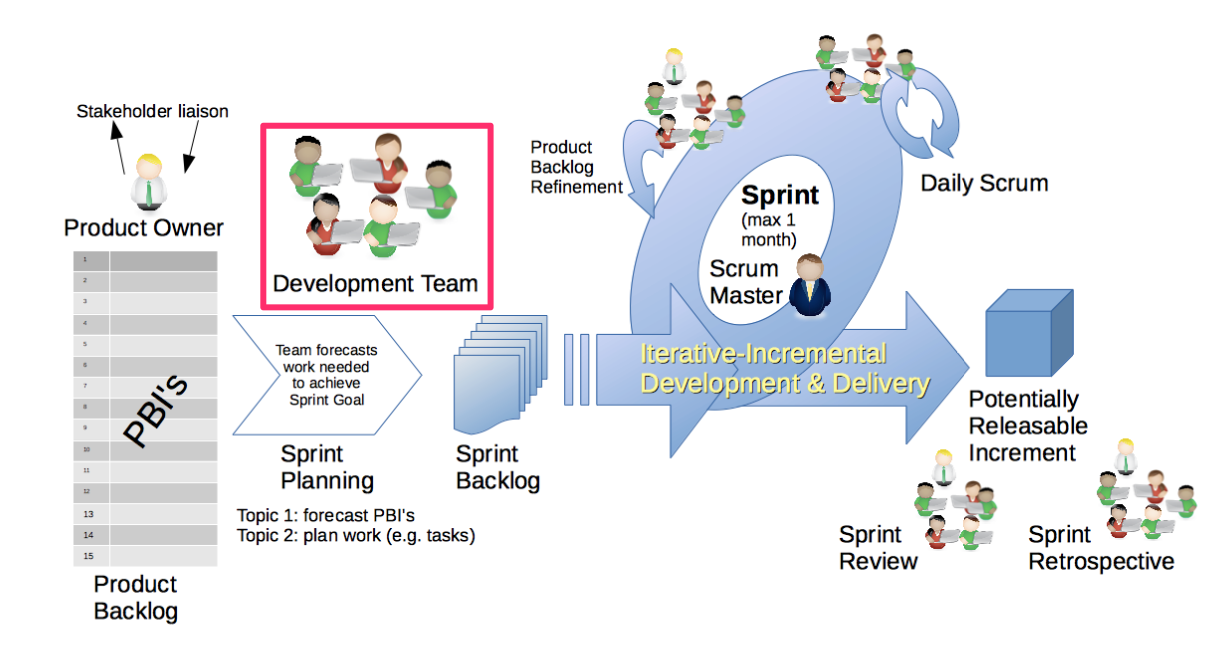 Stakeholder liaison
Product Owner
1
2
3
4
5
6
7
8
9
10
11
12
13
14
15
PBI's
Product
Backlog
Development Team
Team forecasts
work needed
to achieve
Sprint Goal
Sprint
Planning
Topic 1: forecast PBI's
Topic 2: plan work (e.g. tasks)
Sprint
Backlog
Product
Backlog
Refinement
Sprint
(max 1
month)
Scrum
Master
Daily Scrum
Iterative-Incremental
Development & Delivery
Potentially
Releasable
Increment
Sprint
Review
Sprint
Retrospective